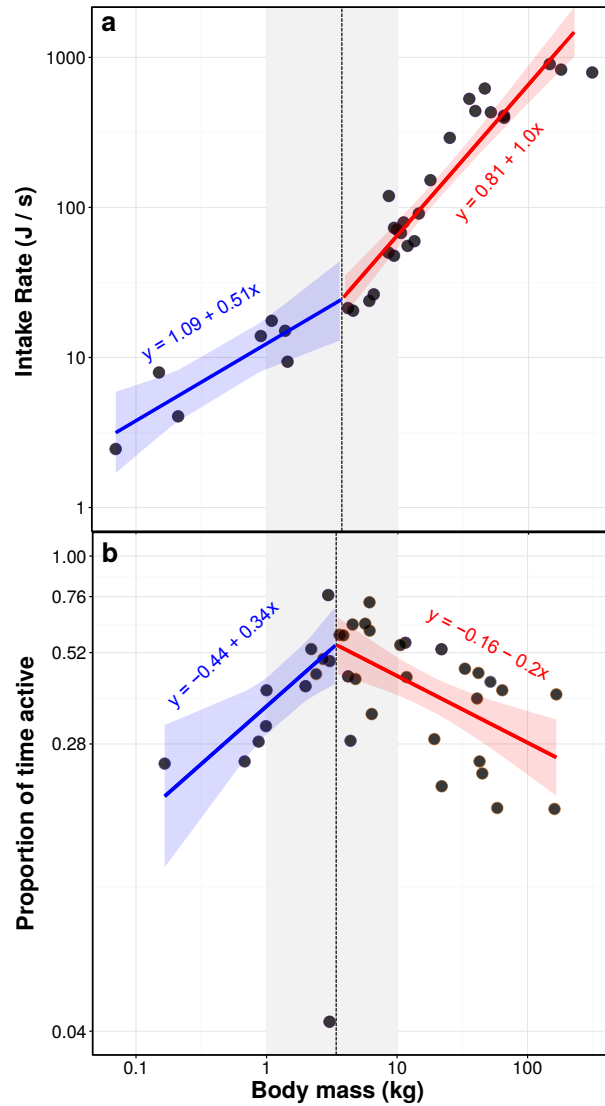 a
1000
100
10
1
Intake Rate (J / s)
y = 1.09 + 0.51x
y = 0.81 + 1.0x
b
1.00
0.76
0.52
0.28
0.04
Proportion of time active
y = −0.44 + 0.34x
y = −0.16 − 0.2x
0.1 1 10 100
Body mass (kg)